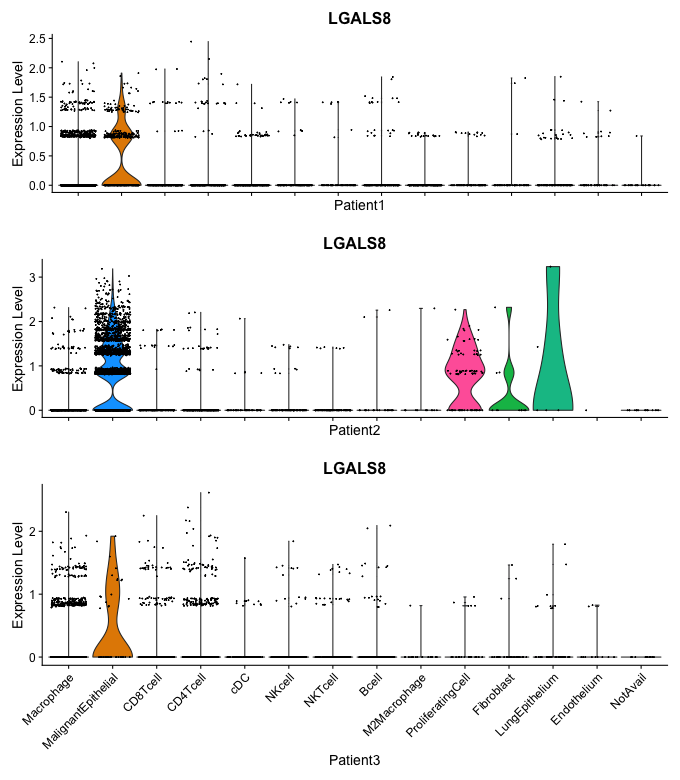 LGALS8
Expression Level
2.5
2.0
1.5
1.0
0.5
0.0
Patient1
LGALS8
Expression Level
3
2
1
0
Patient2
LGALS8
Expression Level
2
1
0
Macrophage
MalignantEpithelial
CD8Tcell
CD4Tcell
cDC
NKcell
NKTcell
Bcell
M2Macrophage
ProliferatingCell
Fibroblast
LungEpithelium
Endothelium
NotAvail
Patient3